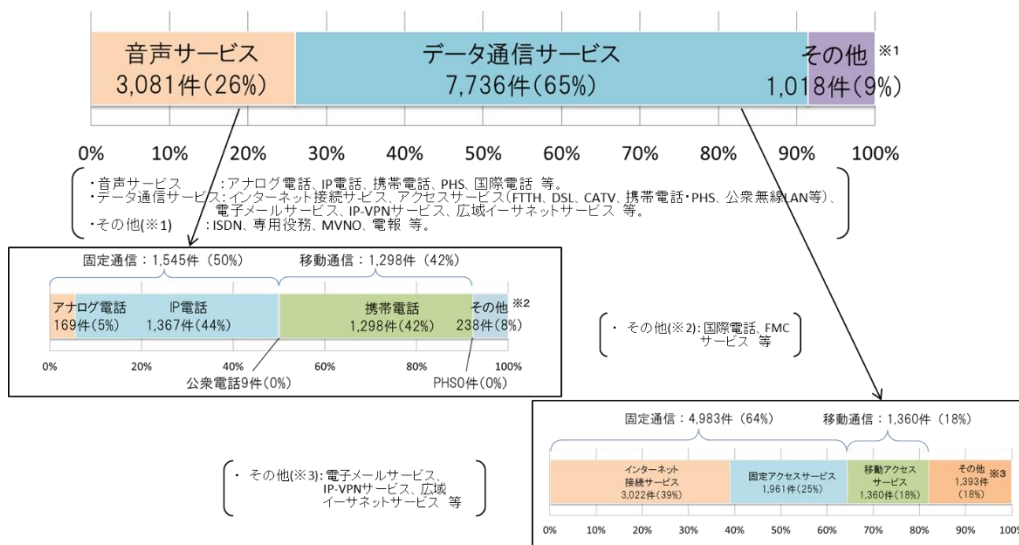 音声サービス
3,081件(26%)
データ通信サービス
7,736件(65%)
その他 ※1
1,018件(9%)
0% 10% 20% 30% 40% 50% 60% 70% 80% 90% 100%
・音声サービス :アナログ電話、IP電話、携帯電話、PHS、国際電話 等。
・データ通信サービス:インターネット接続サービス、アクセスサービス(FTTH、DSL、CATV、携帯電話・PHS、公衆無線LAN等)、
電子メールサービス、IP-VPNサービス、広域イーサネットサービス 等。
・その他(※1) :ISDN、専用役務、MVNO、電報 等。
固定通信:1,545件(50%) 移動通信:1,298件(42%)
アナログ電話
169件(5%)
IP電話
1,367件(44%)
携帯電話
1,298件(42%)
その他 ※2
238件(8%)
0% 20% 40% 60% 80% 100%
公衆電話9件(0%) PHS0件(0%)
・ その他(※2):国際電話、FMC
サービス 等
固定通信:4,983件(64%) 移動通信:1,360件(18%)
インターネット
接続サービス
3,022件(39%)
固定アクセスサービス
1,961件(25%)
移動アクセス
サービス
1,360件(18%)
その他 ※3
1,393件
(18%)
0% 10% 20% 30% 40% 50% 60% 70% 80% 90% 100%
・ その他(※3):電子メールサービス、
IP-VPNサービス、広域
イーサネットサービス 等